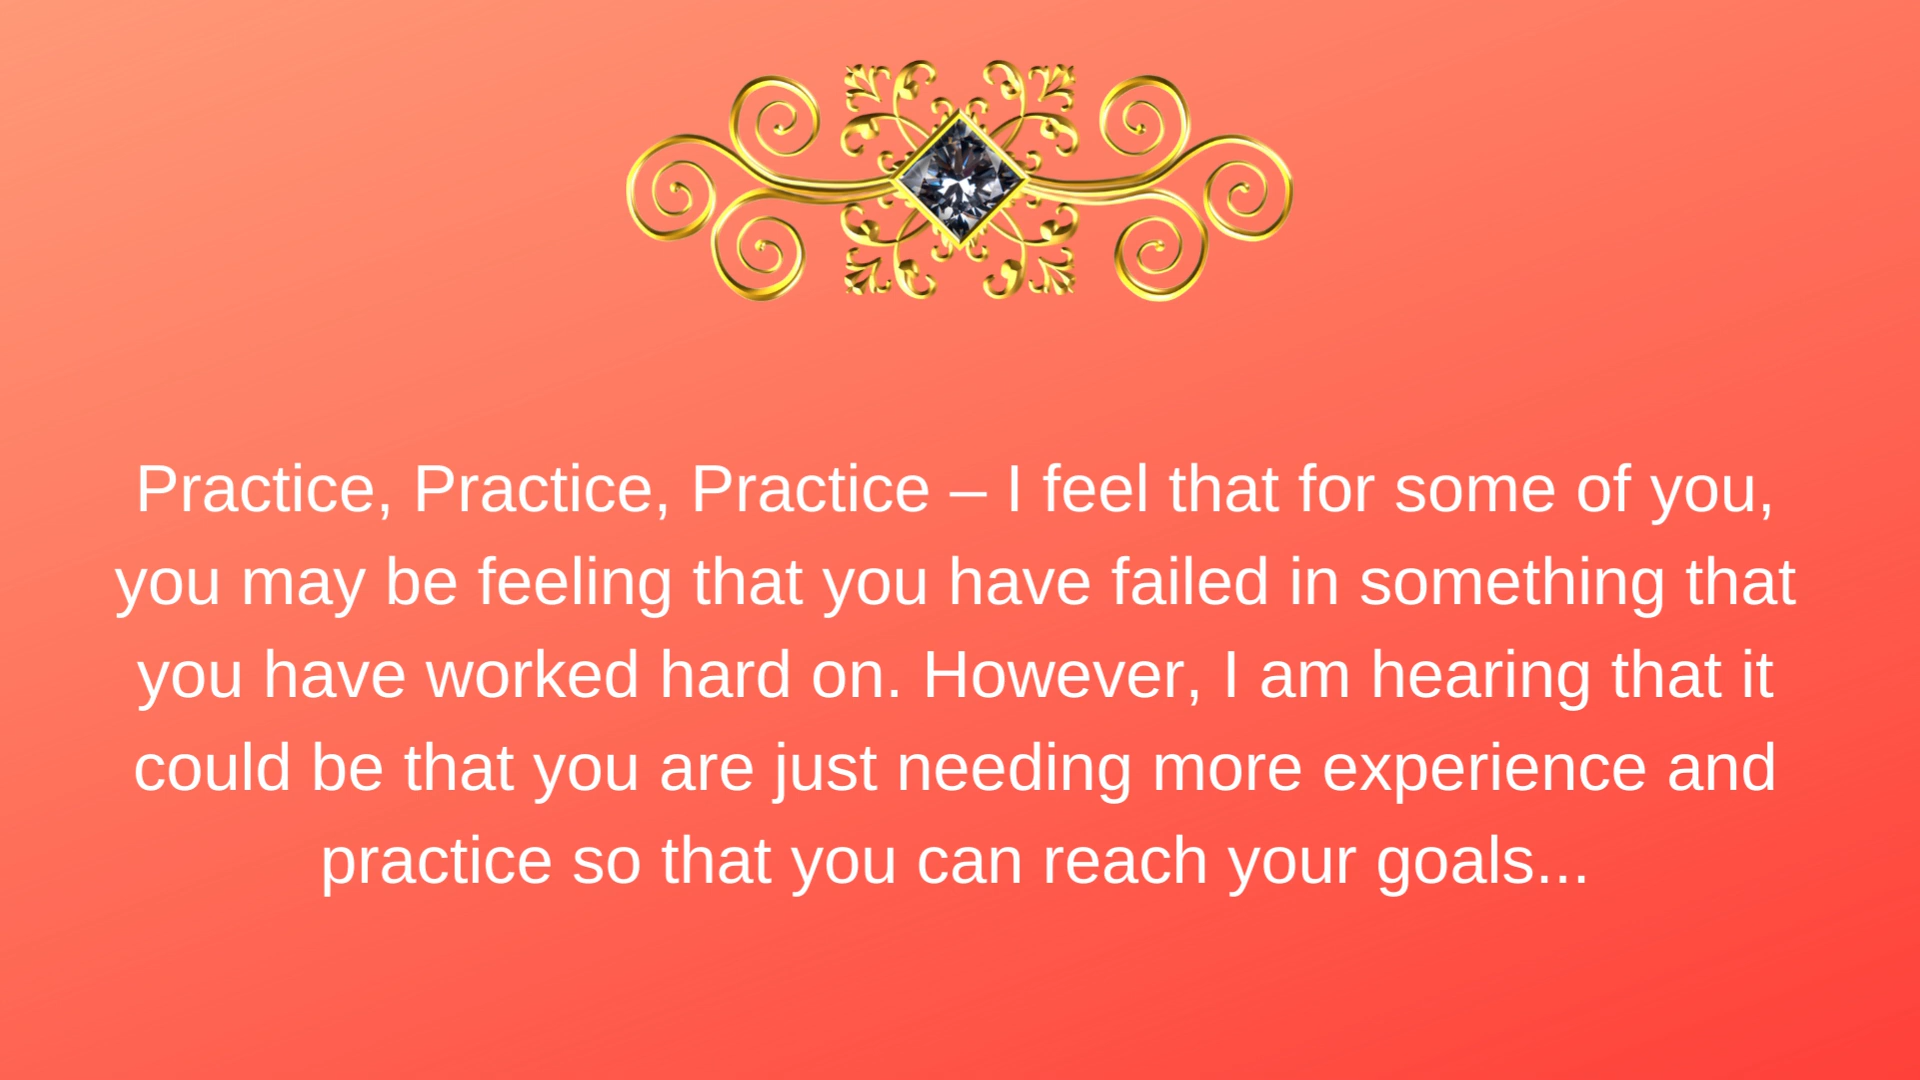 Practice, Practice, Practice – I feel that for some of you,
you may be feeling that you have failed in something that
you have worked hard on. However, I am hearing that it
could be that you are just needing more experience and
practice so that you can reach your goals...